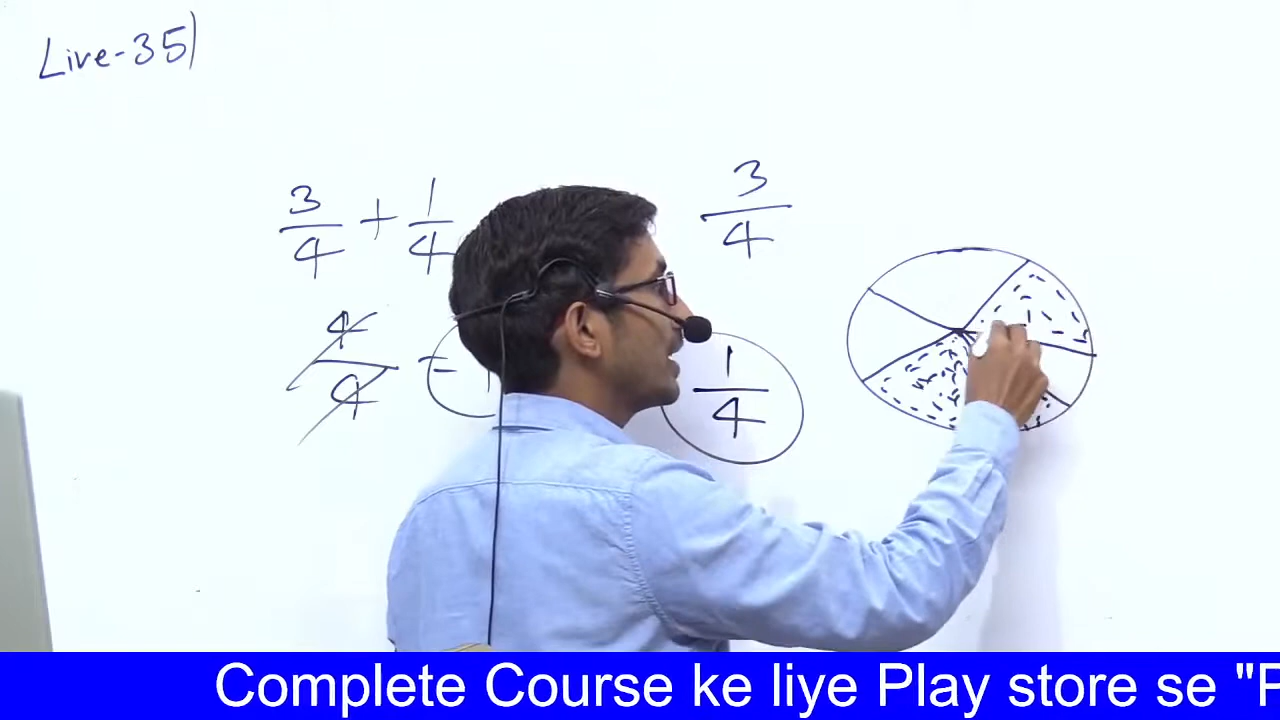 Live-35)
3/4 + 1/4
3/4
4/4 = 1
1/4
Complete Course ke liye Play store se "